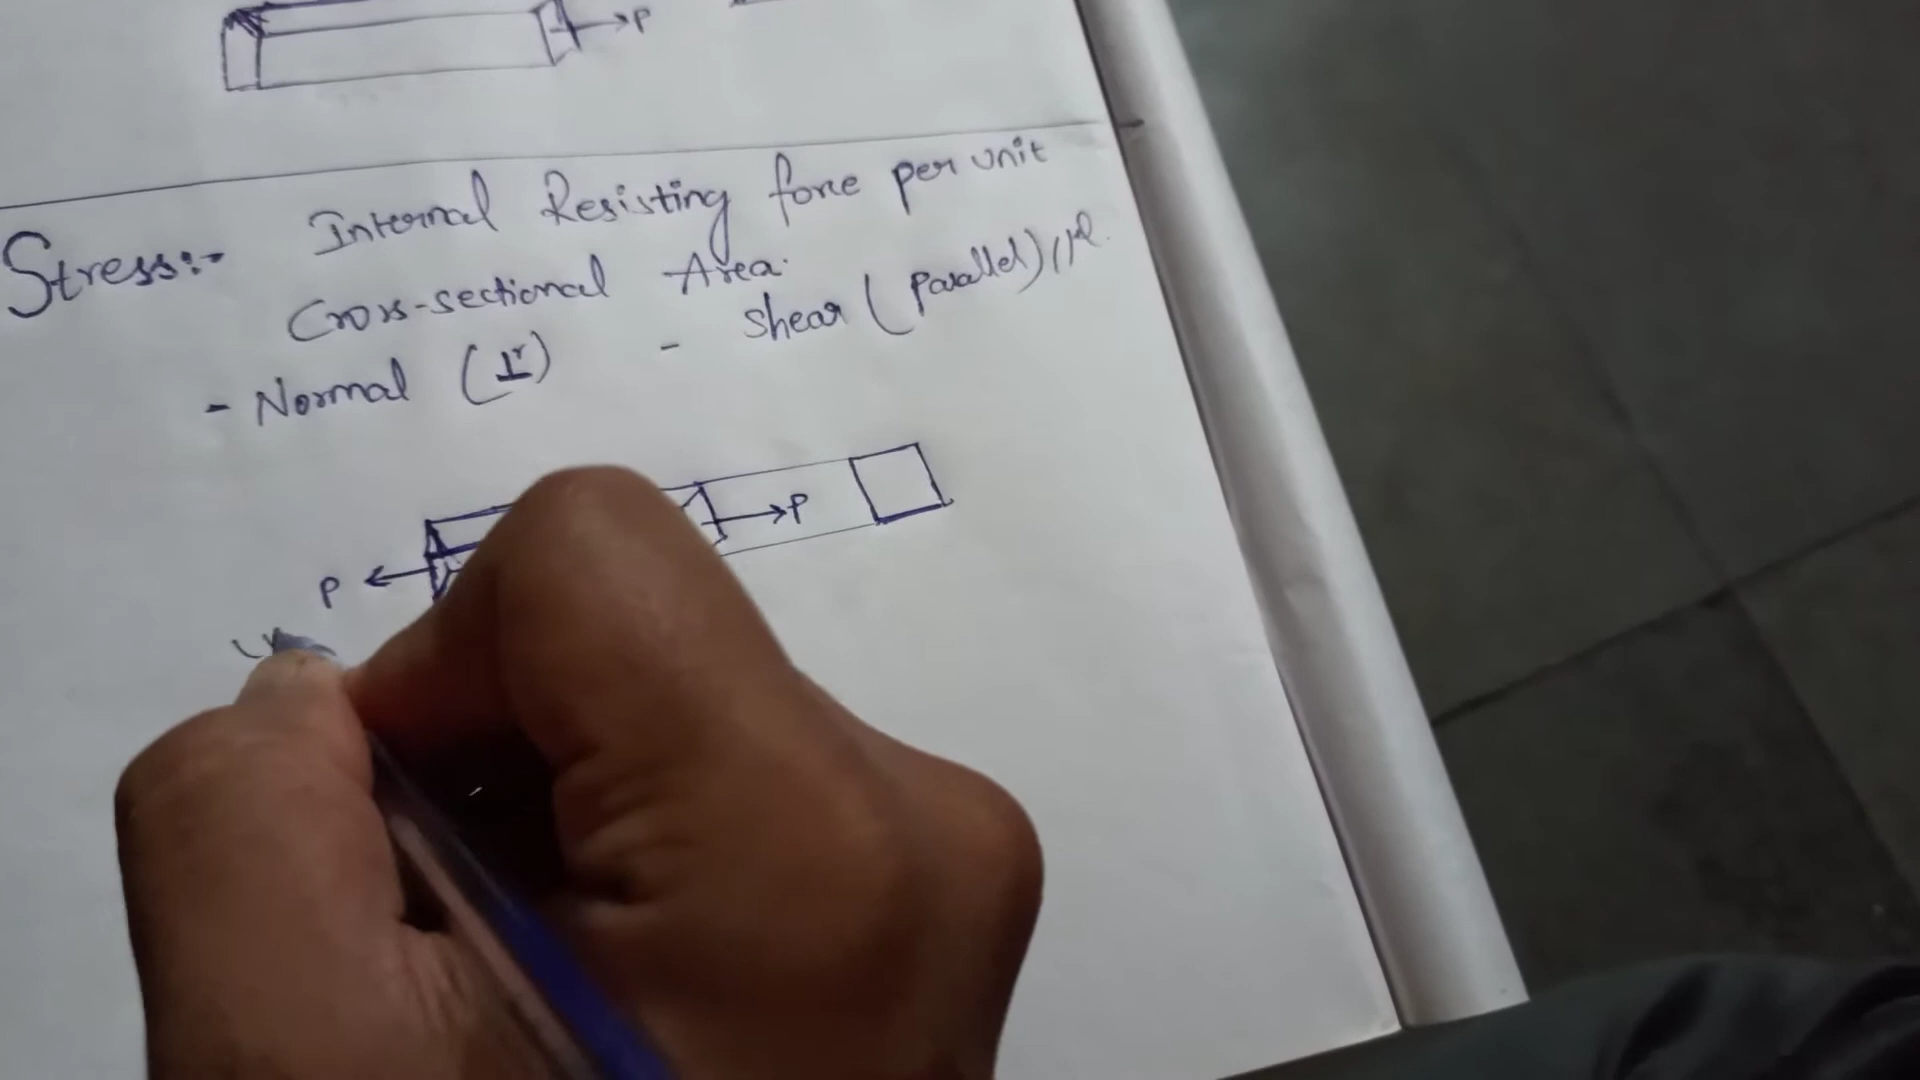 P
Stress:- Internal Resisting force per unit
Cross-sectional Area.
- Normal (⊥r) - shear (parallel) //el.
P
P